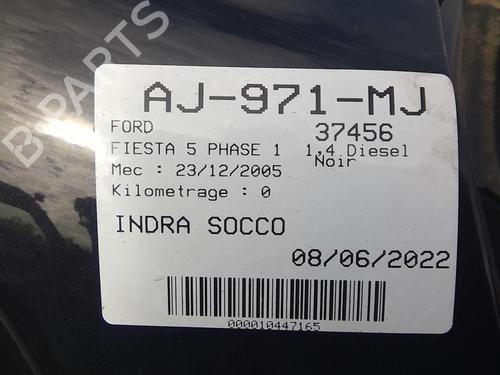 B-PARTS
AJ-971-MJ
FORD 37456
FIESTA 5 PHASE 1 1,4 Diesel
Noir
Mec : 23/12/2005
Kilometrage : 0
INDRA SOCCO
08/06/2022
000010447165